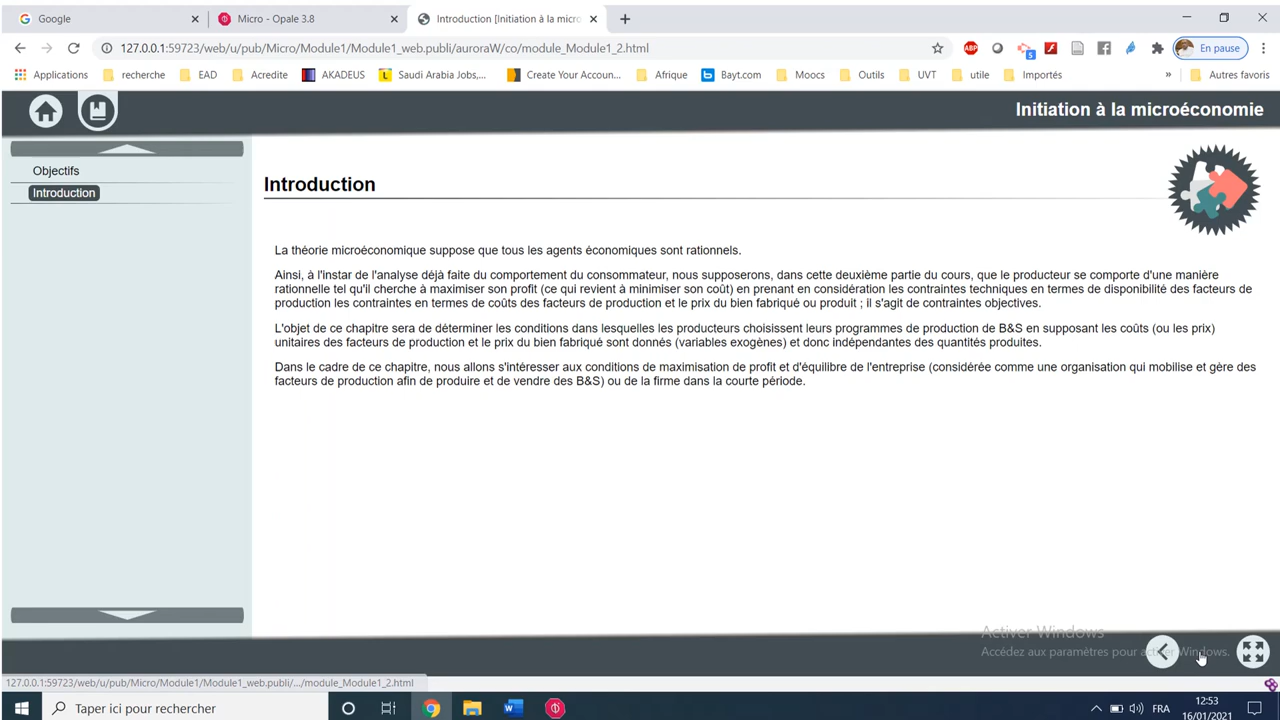 Google
Micro - Opale 3.8
Introduction [Initiation à la micro
127.0.0.1:59723/web/u/pub/Micro/Module1/Module1_web.publi/auroraW/co/module_Module1_2.html
ABP
5
En pause
Applications
recherche
EAD
Acredite
AKADEUS
Saudi Arabia Jobs,...
Create Your Accoun...
Afrique
Bayt.com
Moocs
Outils
UVT
utile
Importés
»
Autres favoris
Initiation à la microéconomie
Objectifs
Introduction
Introduction
La théorie microéconomique suppose que tous les agents économiques sont rationnels.
Ainsi, à l'instar de l'analyse déjà faite du comportement du consommateur, nous supposerons, dans cette deuxième partie du cours, que le producteur se comporte d'une manière
rationnelle tel qu'il cherche à maximiser son profit (ce qui revient à minimiser son coût) en prenant en considération les contraintes techniques en termes de disponibilité des facteurs de
production les contraintes en termes de coûts des facteurs de production et le prix du bien fabriqué ou produit ; il s'agit de contraintes objectives.
L'objet de ce chapitre sera de déterminer les conditions dans lesquelles les producteurs choisissent leurs programmes de production de B&S en supposant les coûts (ou les prix)
unitaires des facteurs de production et le prix du bien fabriqué sont donnés (variables exogènes) et donc indépendantes des quantités produites.
Dans le cadre de ce chapitre, nous allons s'intéresser aux conditions de maximisation de profit et d'équilibre de l'entreprise (considérée comme une organisation qui mobilise et gère des
facteurs de production afin de produire et de vendre des B&S) ou de la firme dans la courte période.
Activer Windows
Accédez aux paramètres pour activer Windows.
127.0.0.1:59723/web/u/pub/Micro/Module1/Module1_web.publi/.../module_Module1_2.html
Taper ici pour rechercher
FRA
12:53
16/01/2021